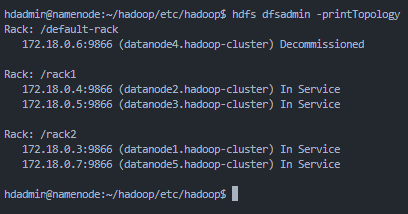 hdadmin@namenode:~/hadoop/etc/hadoop$ hdfs dfsadmin -printTopology
Rack: /default-rack
   172.18.0.6:9866 (datanode4.hadoop-cluster) Decommissioned

Rack: /rack1
   172.18.0.4:9866 (datanode2.hadoop-cluster) In Service
   172.18.0.5:9866 (datanode3.hadoop-cluster) In Service

Rack: /rack2
   172.18.0.3:9866 (datanode1.hadoop-cluster) In Service
   172.18.0.7:9866 (datanode5.hadoop-cluster) In Service

hdadmin@namenode:~/hadoop/etc/hadoop$